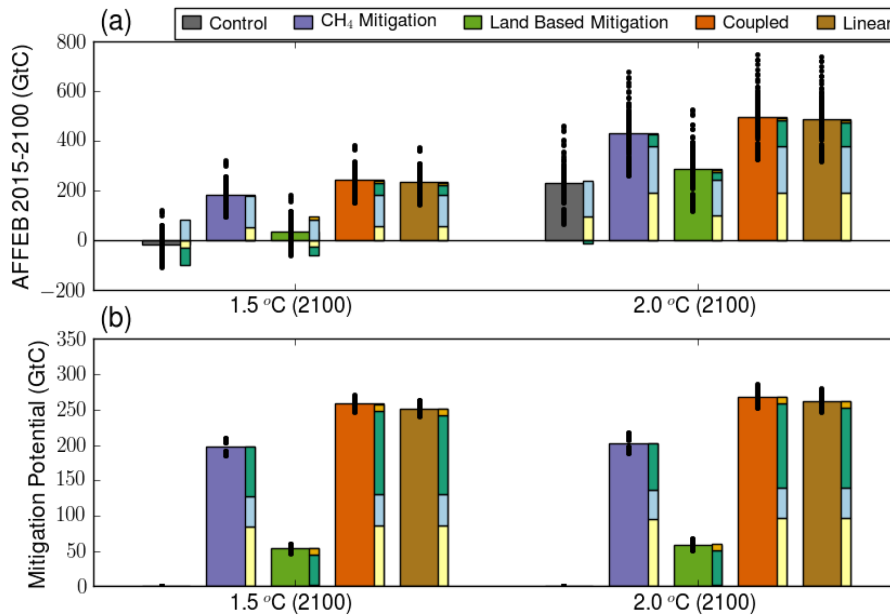 (a)
Control
CH₄ Mitigation
Land Based Mitigation
Coupled
Linear
AFFEB 2015-2100 (GtC)
800
600
400
200
0
−200
1.5 °C (2100)
2.0 °C (2100)
(b)
Mitigation Potential (GtC)
350
300
250
200
150
100
50
0
1.5 °C (2100)
2.0 °C (2100)